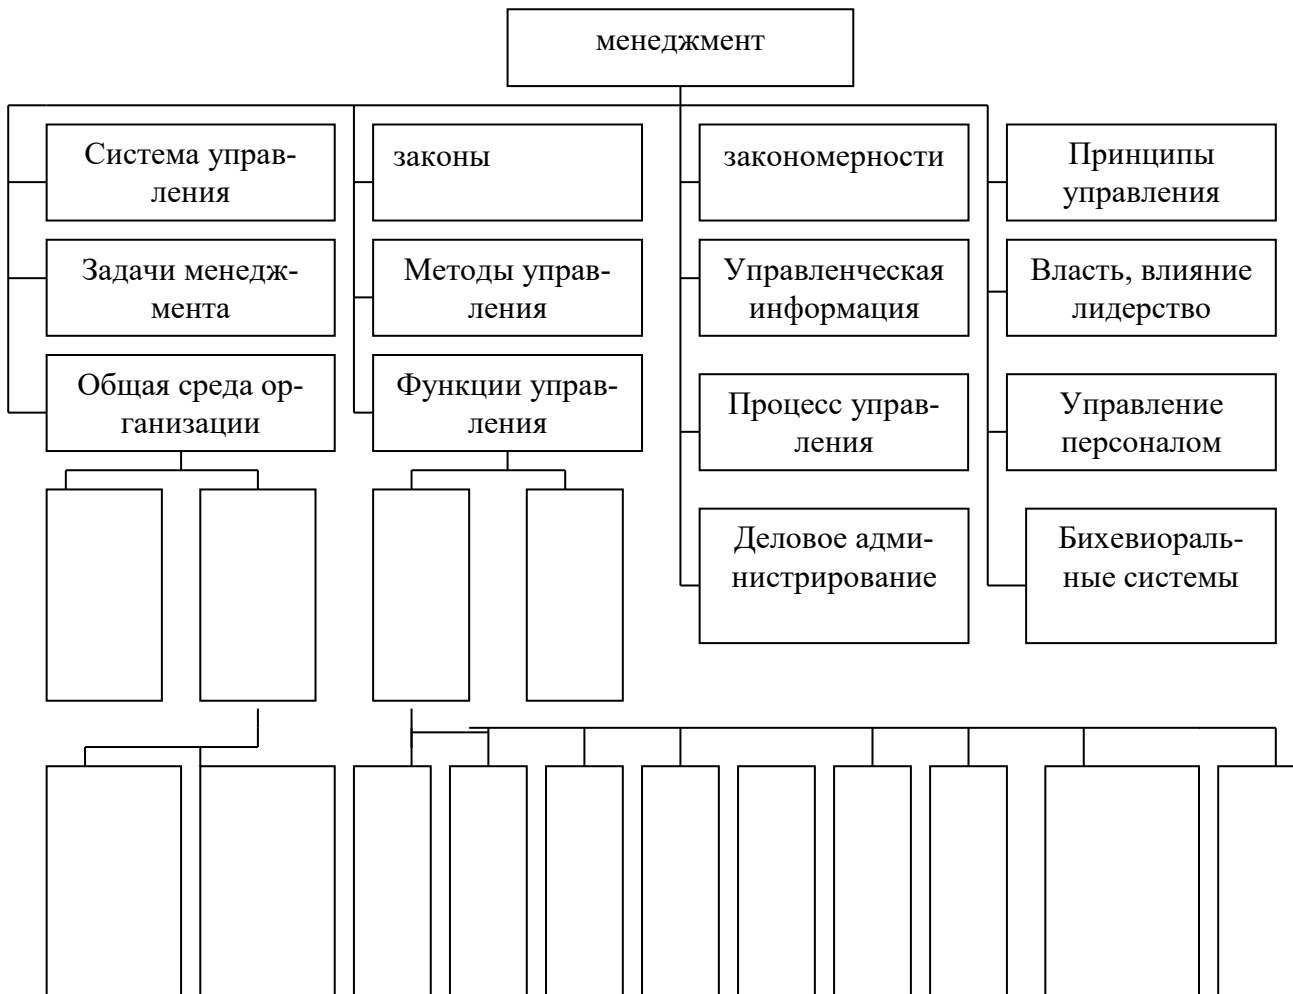 менеджмент
Система управ-
ления
законы
закономерности
Принципы
управления
Задачи менедж-
мента
Методы управ-
ления
Управленческая
информация
Власть, влияние
лидерство
Общая среда ор-
ганизации
Функции управ-
ления
Процесс управ-
ления
Управление
персоналом
Деловое адми-
нистрирование
Бихевиораль-
ные системы